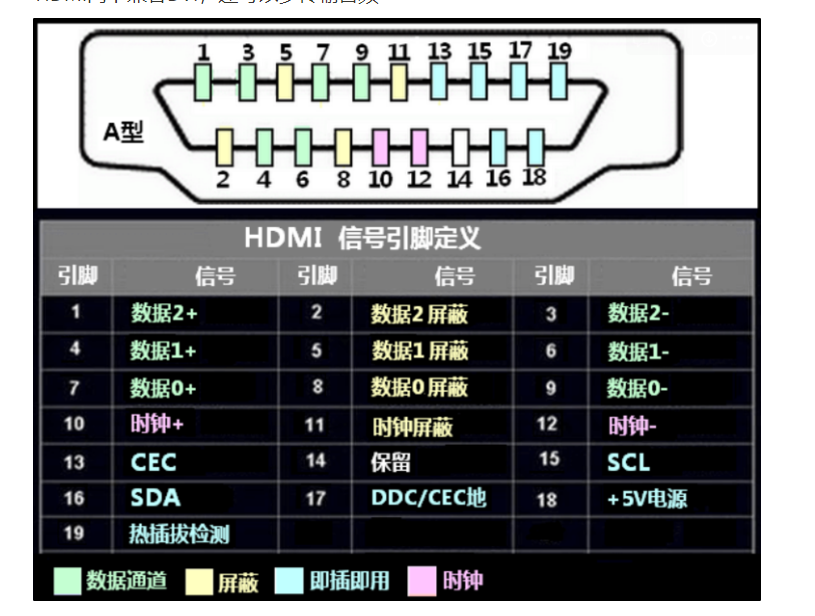 1 3 5 7 9 11 13 15 17 19
A型
2 4 6 8 10 12 14 16 18
HDMI 信号引脚定义
引脚 信号 引脚 信号 引脚 信号
1 数据2+ 2 数据2屏蔽 3 数据2-
4 数据1+ 5 数据1屏蔽 6 数据1-
7 数据0+ 8 数据0屏蔽 9 数据0-
10 时钟+ 11 时钟屏蔽 12 时钟-
13 CEC 14 保留 15 SCL
16 SDA 17 DDC/CEC地 18 +5V电源
19 热插拔检测
数据通道 屏蔽 即插即用 时钟